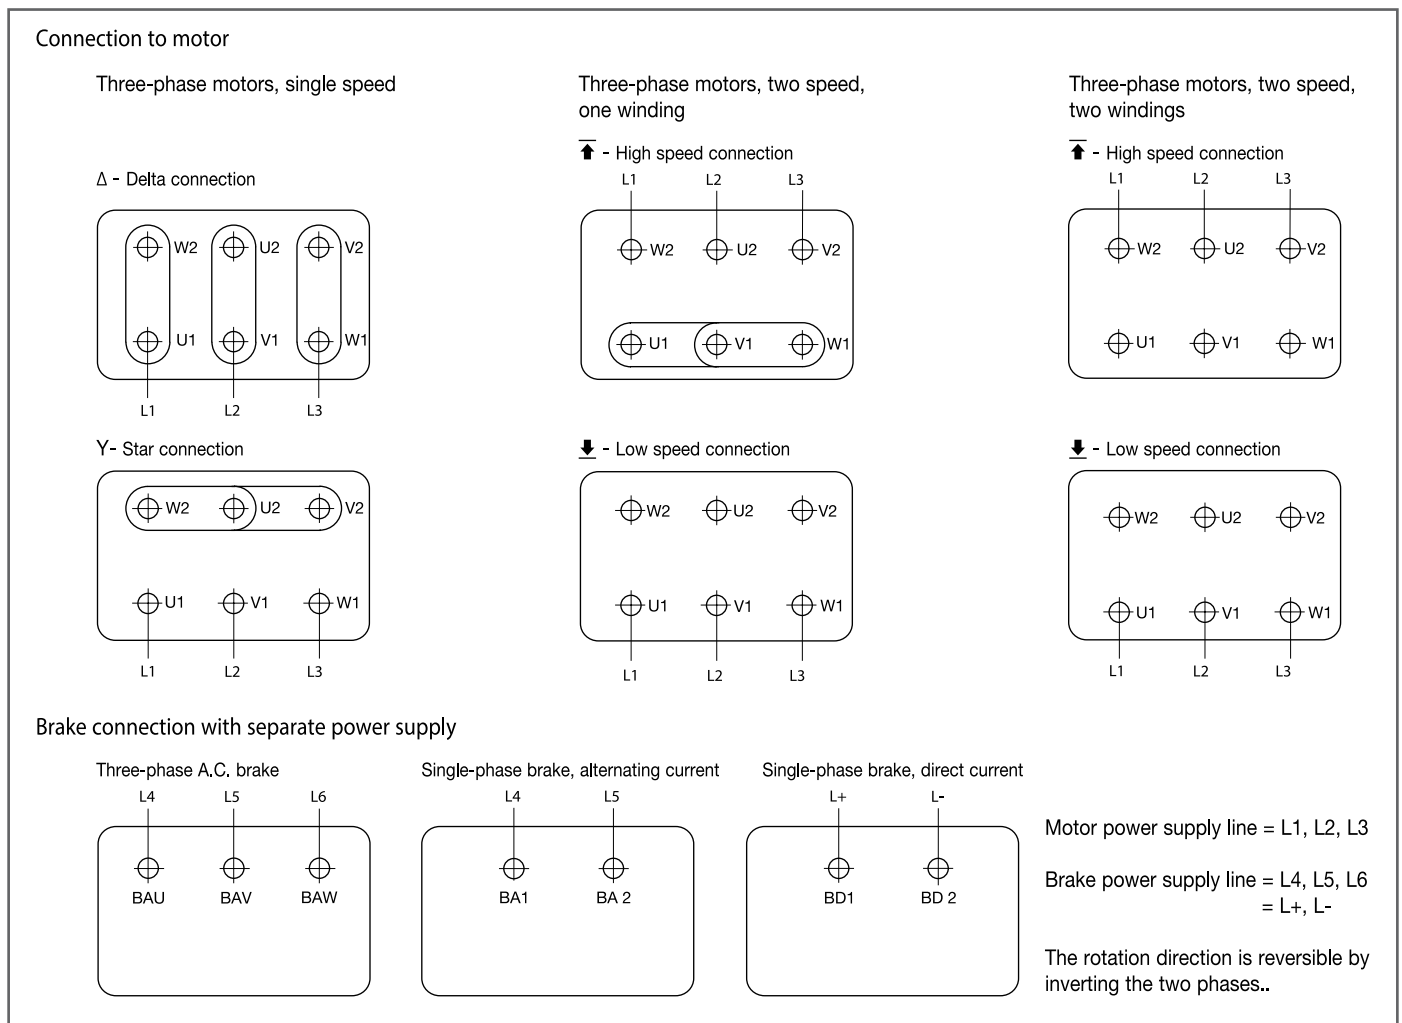 Connection to motor
Three-phase motors, single speed
Δ - Delta connection
W2 U2 V2
U1 V1 W1
L1 L2 L3
Y- Star connection
W2 U2 V2
U1 V1 W1
L1 L2 L3
Three-phase motors, two speed,
one winding
- High speed connection
L1 L2 L3
W2 U2 V2
U1 V1 W1
- Low speed connection
W2 U2 V2
U1 V1 W1
L1 L2 L3
Three-phase motors, two speed,
two windings
- High speed connection
L1 L2 L3
W2 U2 V2
U1 V1 W1
- Low speed connection
W2 U2 V2
U1 V1 W1
L1 L2 L3
Brake connection with separate power supply
Three-phase A.C. brake
L4 L5 L6
BAU BAV BAW
Single-phase brake, alternating current
L4 L5
BA1 BA 2
Single-phase brake, direct current
L+ L-
BD1 BD 2
Motor power supply line = L1, L2, L3
Brake power supply line = L4, L5, L6
= L+, L-
The rotation direction is reversible by
inverting the two phases..